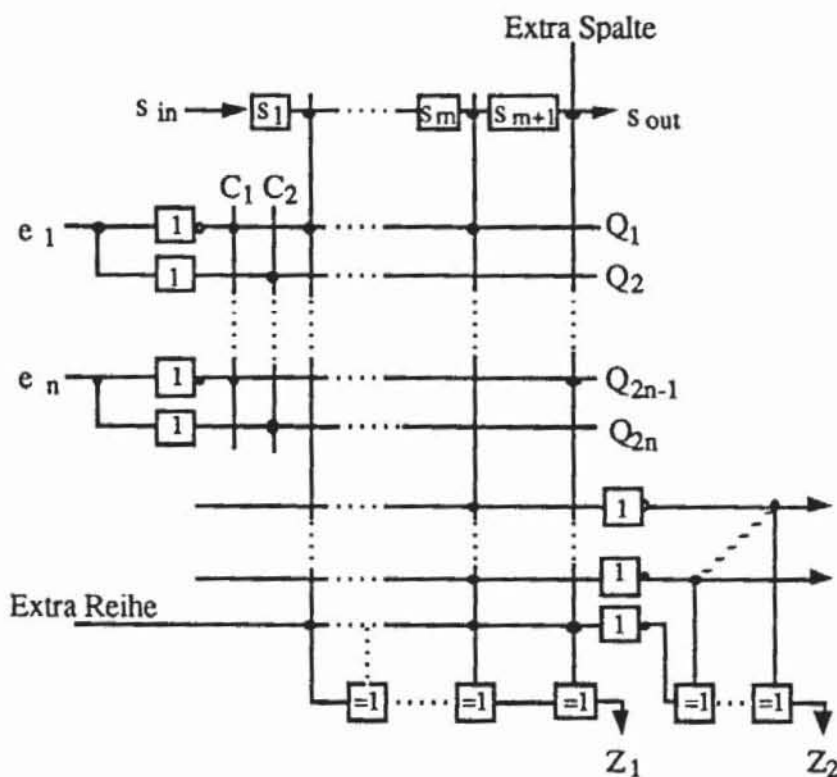 Extra Spalte
s in s1 sm sm+1 s out
C1 C2
e 1 1 Q1
1 Q2
e n 1 Q2n-1
1 Q2n
1
1
Extra Reihe 1
=1 =1 =1 =1 =1
Z1 Z2